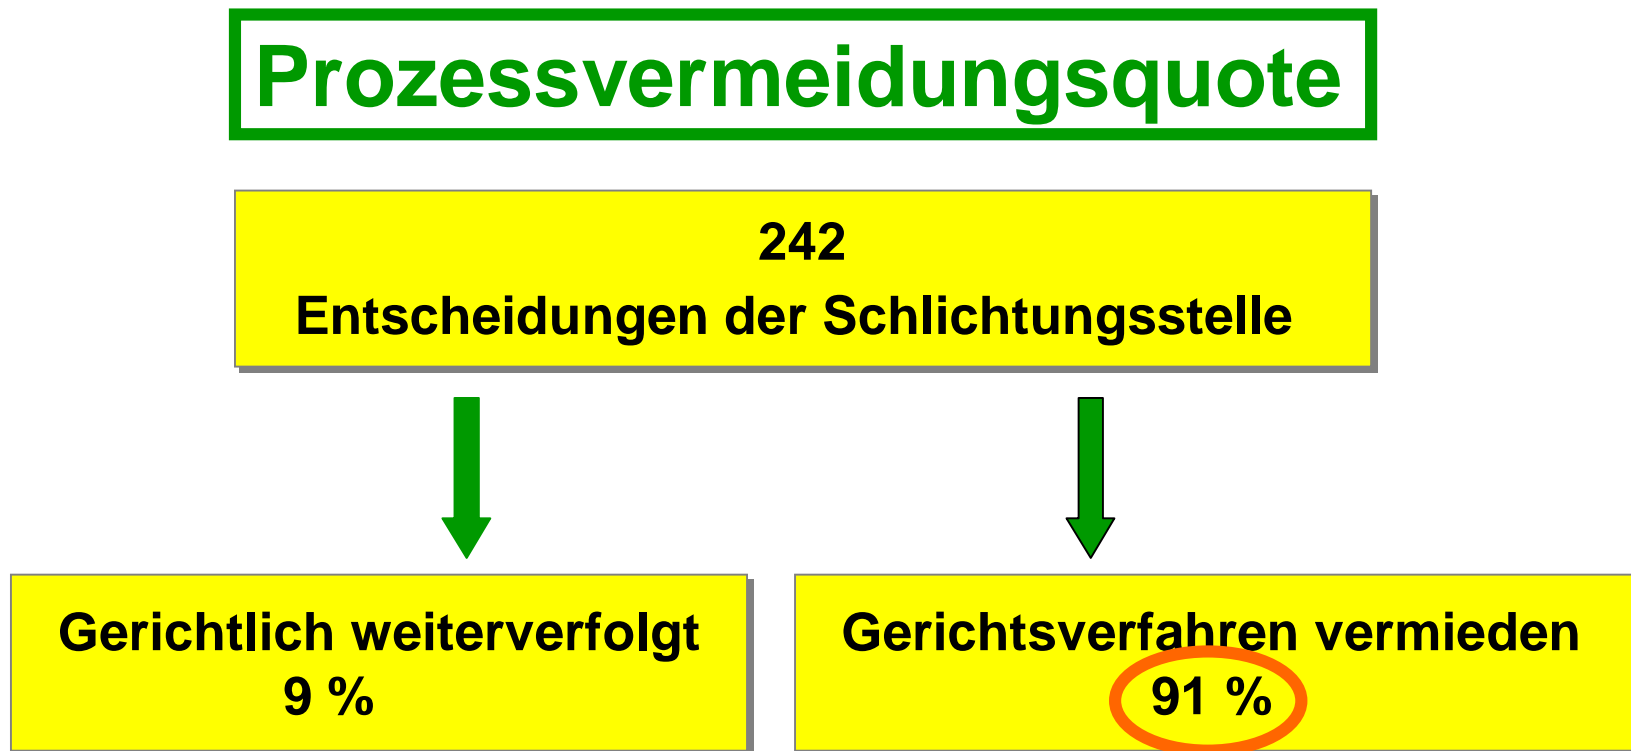 Prozessvermeidungsquote
242
Entscheidungen der Schlichtungsstelle
Gerichtlich weiterverfolgt
9 %
Gerichtsverfahren vermieden
91 %